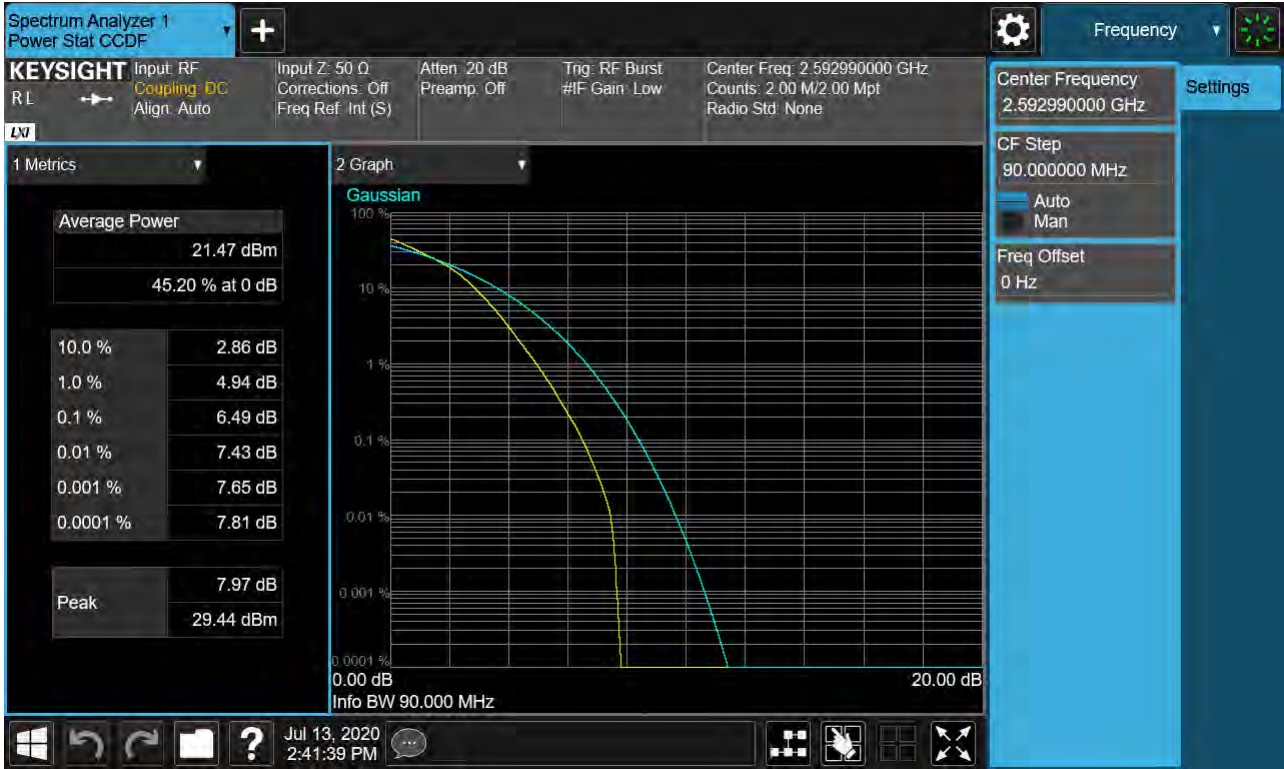 Spectrum Analyzer 1
Power Stat CCDF
Frequency
KEYSIGHT
RL
LXI
Input: RF
Coupling: DC
Align: Auto
Input Z: 50 Ω
Corrections: Off
Freq Ref: Int (S)
Atten: 20 dB
Preamp: Off
Trig: RF Burst
#IF Gain: Low
Center Freq: 2.592990000 GHz
Counts: 2.00 M/2.00 Mpt
Radio Std: None
Center Frequency
2.592990000 GHz
Settings
CF Step
90.000000 MHz
Auto
Man
Freq Offset
0 Hz
1 Metrics
Average Power
21.47 dBm
45.20 % at 0 dB
10.0 % 2.86 dB
1.0 % 4.94 dB
0.1 % 6.49 dB
0.01 % 7.43 dB
0.001 % 7.65 dB
0.0001 % 7.81 dB
Peak
7.97 dB
29.44 dBm
2 Graph
Gaussian
100 %
10 %
1 %
0.1 %
0.01 %
0.001 %
0.0001 %
0.00 dB 20.00 dB
Info BW 90.000 MHz
?
Jul 13, 2020
2:41:39 PM